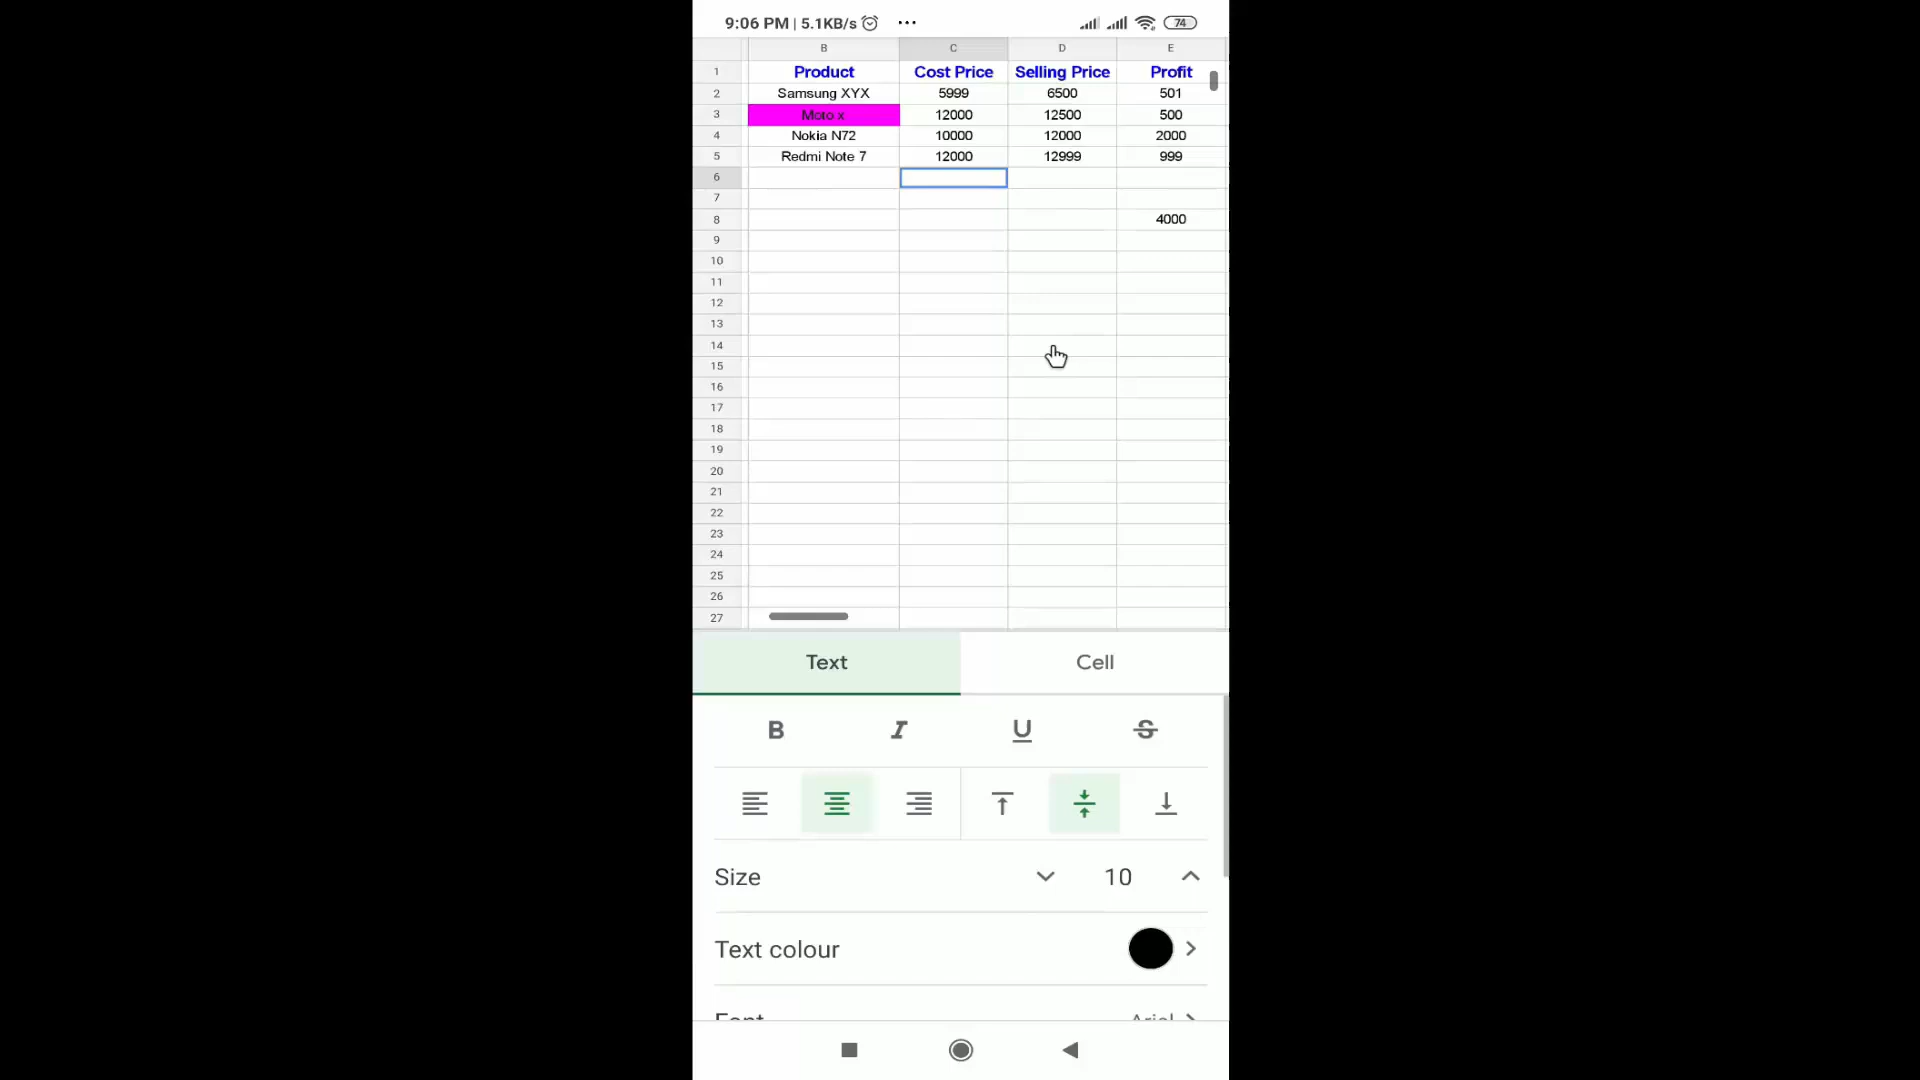 9:06 PM | 5.1KB/s ... 74
B C D E
1 Product Cost Price Selling Price Profit
2 Samsung XYX 5999 6500 501
3 Moto x 12000 12500 500
4 Nokia N72 10000 12000 2000
5 Redmi Note 7 12000 12999 999
6
7
8 4000
9
10
11
12
13
14
15
16
17
18
19
20
21
22
23
24
25
26
27
Text Cell
B I U S
Size 10
Text colour
Font Arial